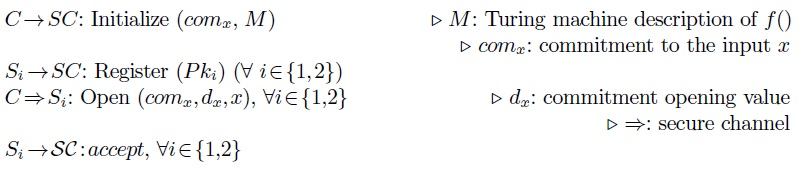 C→SC: Initialize (com_x, M) ▷ M: Turing machine description of f()
▷ com_x: commitment to the input x
S_i→SC: Register (Pk_i) (∀ i∈{1,2})
C⇒S_i: Open (com_x,d_x,x), ∀i∈{1,2} ▷ d_x: commitment opening value
▷ ⇒: secure channel
S_i→𝒮𝒞:accept, ∀i∈{1,2}